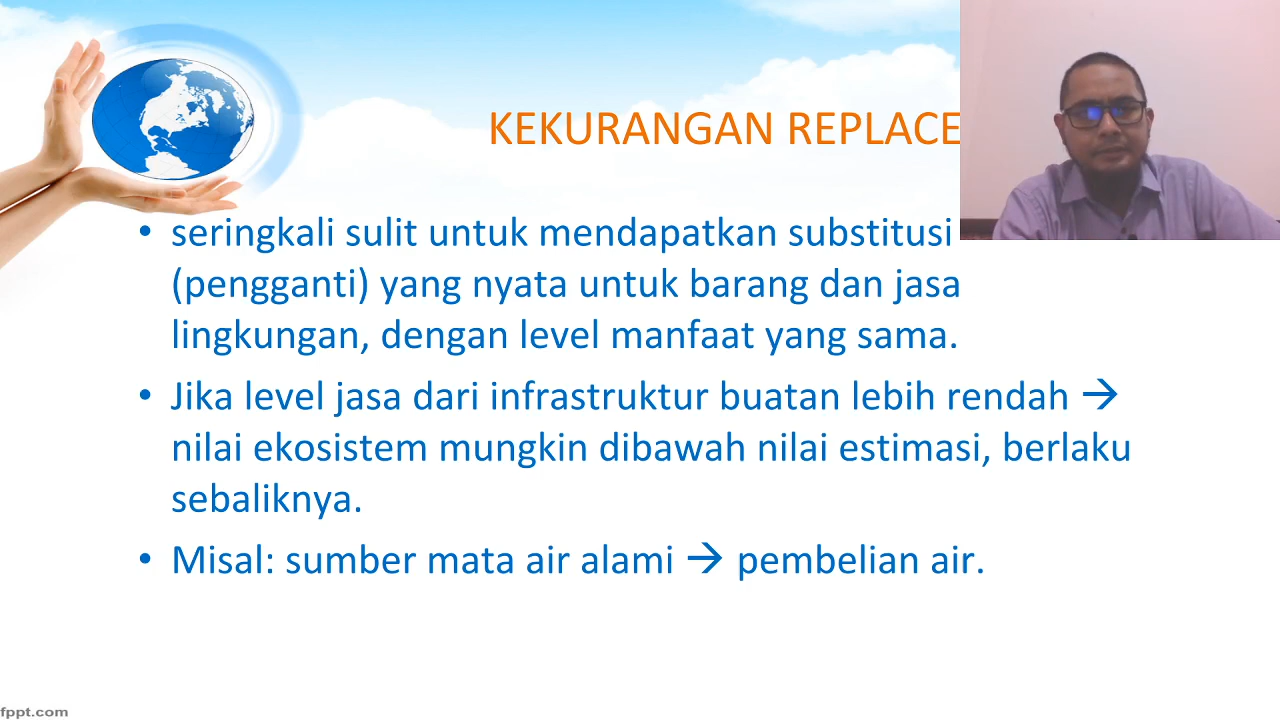 KEKURANGAN REPLACE
• seringkali sulit untuk mendapatkan substitusi
(pengganti) yang nyata untuk barang dan jasa
lingkungan, dengan level manfaat yang sama.
• Jika level jasa dari infrastruktur buatan lebih rendah →
nilai ekosistem mungkin dibawah nilai estimasi, berlaku
sebaliknya.
• Misal: sumber mata air alami → pembelian air.
fppt.com